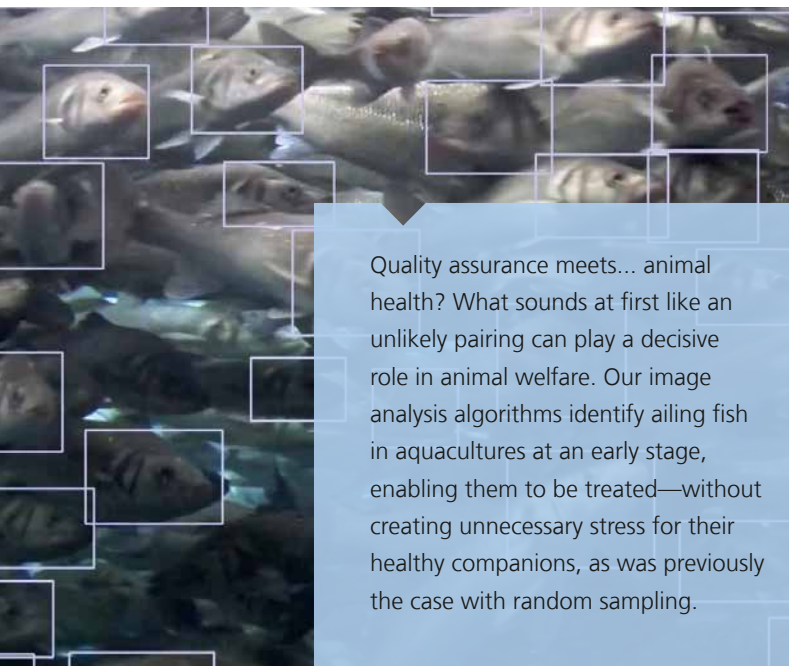 Quality assurance meets... animal
health? What sounds at first like an
unlikely pairing can play a decisive
role in animal welfare. Our image
analysis algorithms identify ailing fish
in aquacultures at an early stage,
enabling them to be treated—without
creating unnecessary stress for their
healthy companions, as was previously
the case with random sampling.